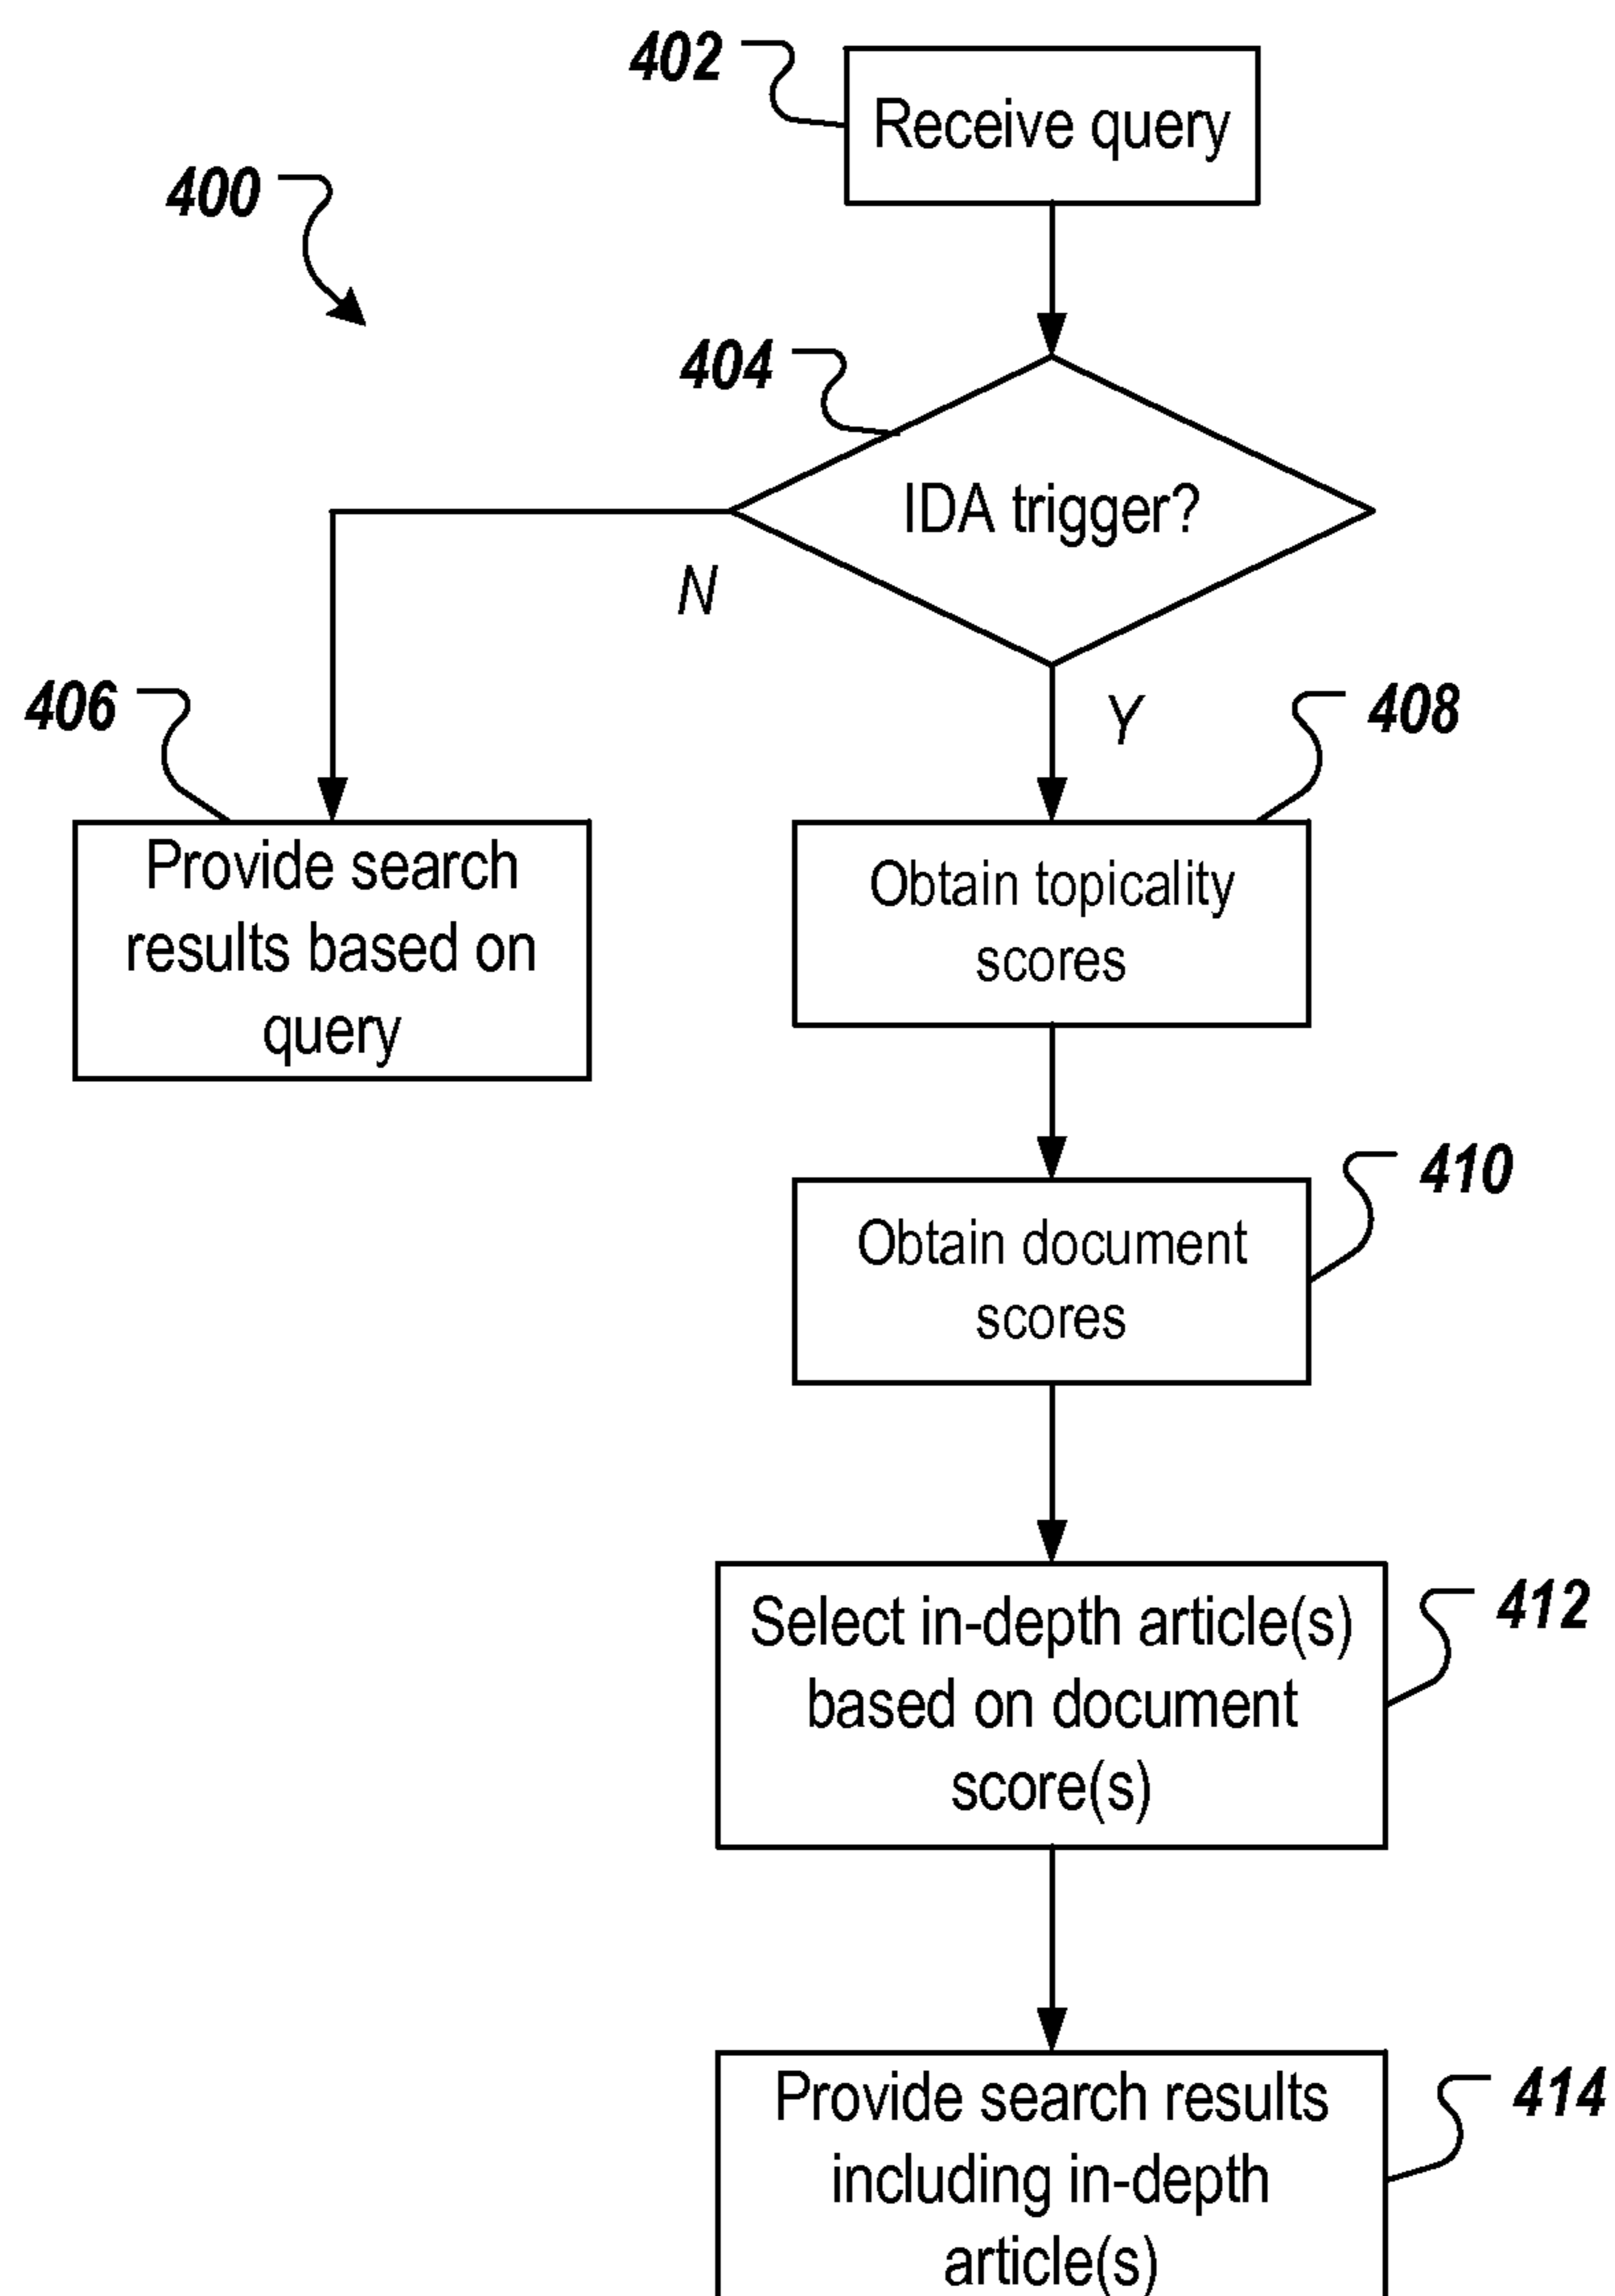 402
Receive query
400
404
IDA trigger?
N
Y
406
408
Provide search
results based on
query
Obtain topicality
scores
410
Obtain document
scores
412
Select in-depth article(s)
based on document
score(s)
414
Provide search results
including in-depth
article(s)